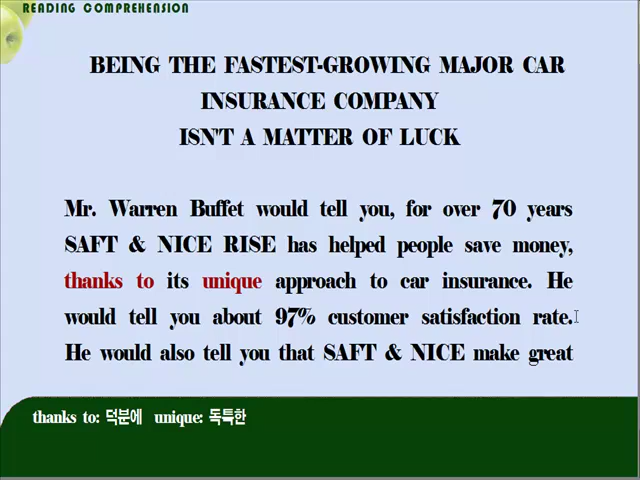 READING COMPREHENSION
BEING THE FASTEST-GROWING MAJOR CAR
INSURANCE COMPANY
ISN'T A MATTER OF LUCK
Mr. Warren Buffet would tell you, for over 70 years
SAFT & NICE RISE has helped people save money,
thanks to its unique approach to car insurance. He
would tell you about 97% customer satisfaction rate.
He would also tell you that SAFT & NICE make great
thanks to: 덕분에 unique: 독특한